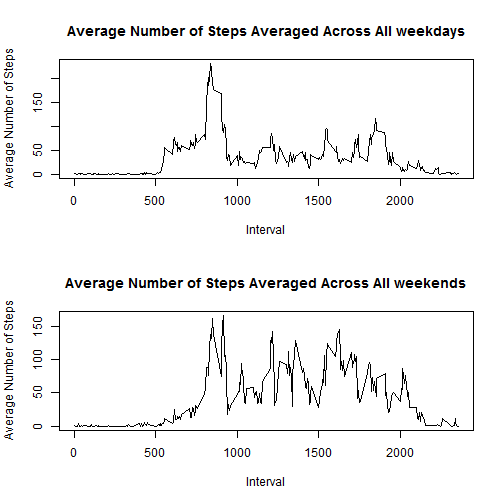 Average Number of Steps Averaged Across All weekdays
Average Number of Steps
0 50 150
0 500 1000 1500 2000
Interval
Average Number of Steps Averaged Across All weekends
Average Number of Steps
0 50 100 150
0 500 1000 1500 2000
Interval